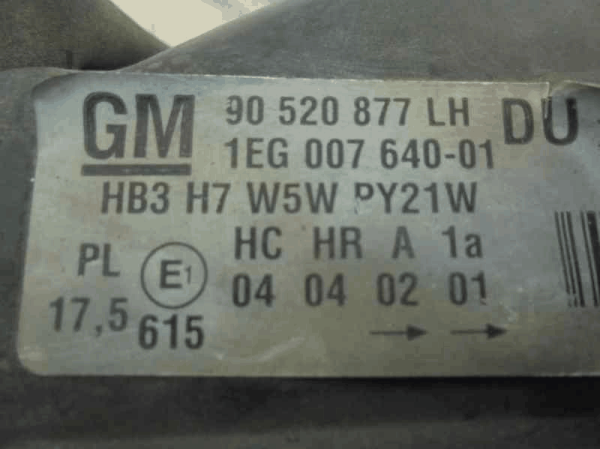 GM 90 520 877 LH DU
1EG 007 640-01
HB3 H7 W5W PY21W
PL E1 HC HR A 1a
17,5 615 04 04 02 01